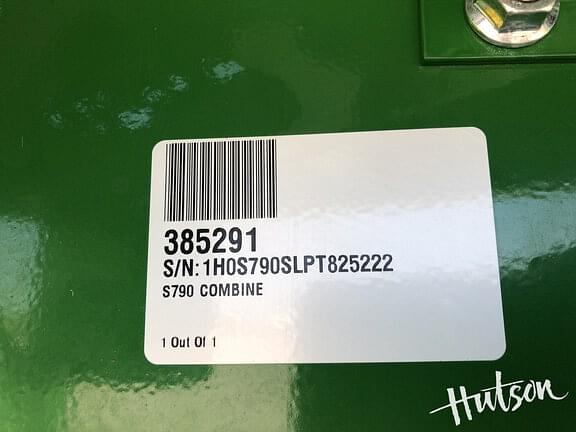 385291
S/N: 1H0S790SLPT825222
S790 COMBINE
1 Out Of 1
Hutson